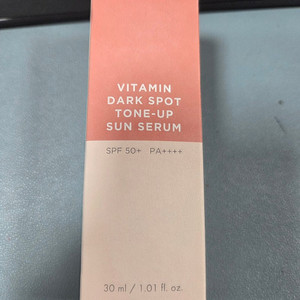 VITAMIN
DARK SPOT
TONE-UP
SUN SERUM
SPF 50+ PA++++
30 ml / 1.01 fl. oz.